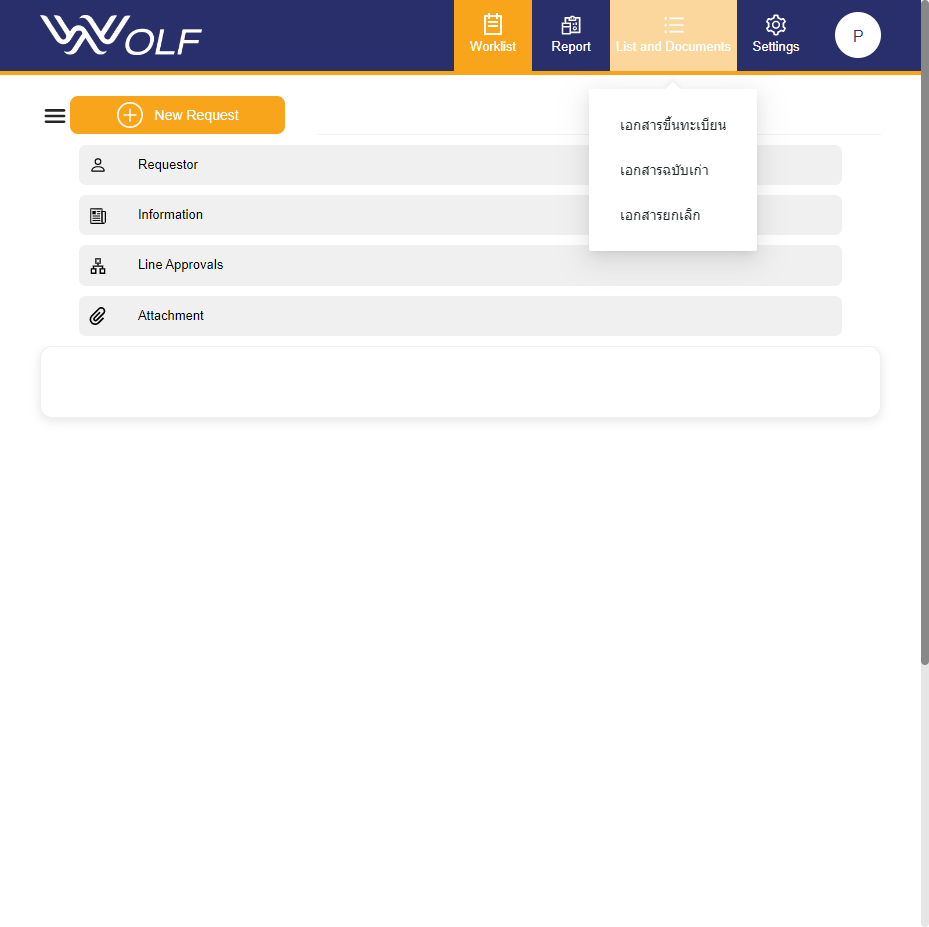 WOLF
Worklist
Report
List and Documents
Settings
P
New Request
เอกสารขึ้นทะเบียน
เอกสารฉบับเก่า
เอกสารยกเลิก
Requestor
Information
Line Approvals
Attachment